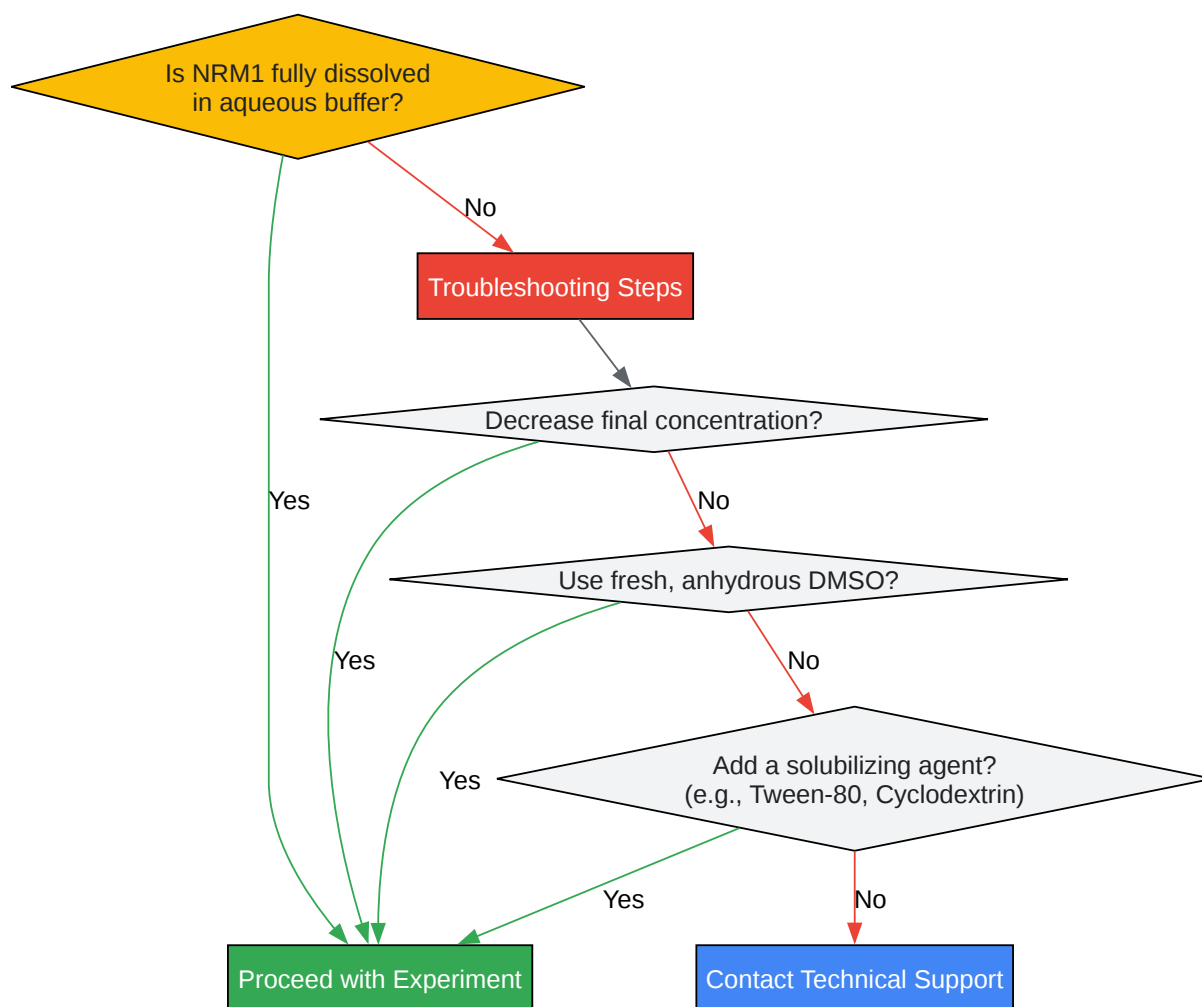 Is NRM1 fully dissolved
in aqueous buffer?
No
Troubleshooting Steps
Decrease final concentration?
Yes
No
Use fresh, anhydrous DMSO?
Yes
No
Add a solubilizing agent?
(e.g., Tween-80, Cyclodextrin)
Yes
Yes
No
Proceed with Experiment
Contact Technical Support